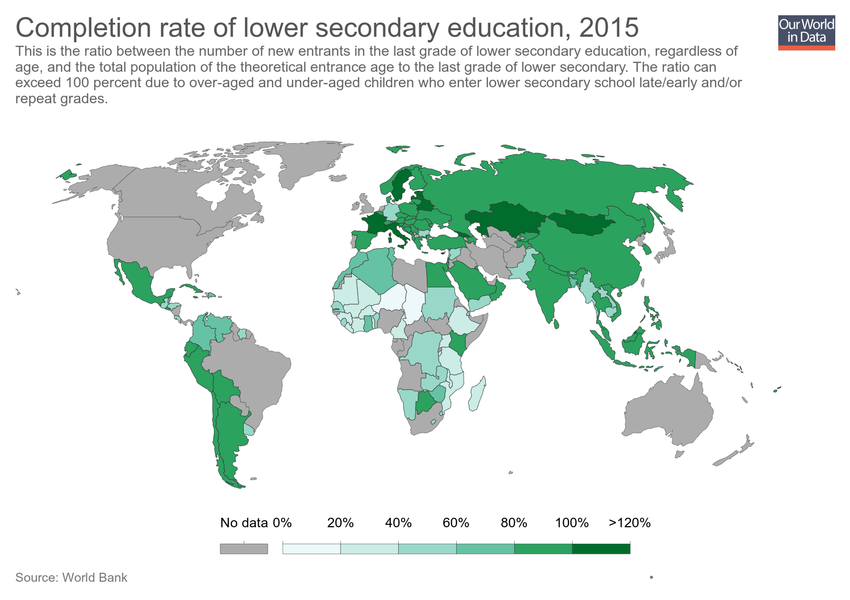 Completion rate of lower secondary education, 2015
Our World
in Data
This is the ratio between the number of new entrants in the last grade of lower secondary education, regardless of
age, and the total population of the theoretical entrance age to the last grade of lower secondary. The ratio can
exceed 100 percent due to over-aged and under-aged children who enter lower secondary school late/early and/or
repeat grades.
No data 0% 20% 40% 60% 80% 100% >120%
Source: World Bank